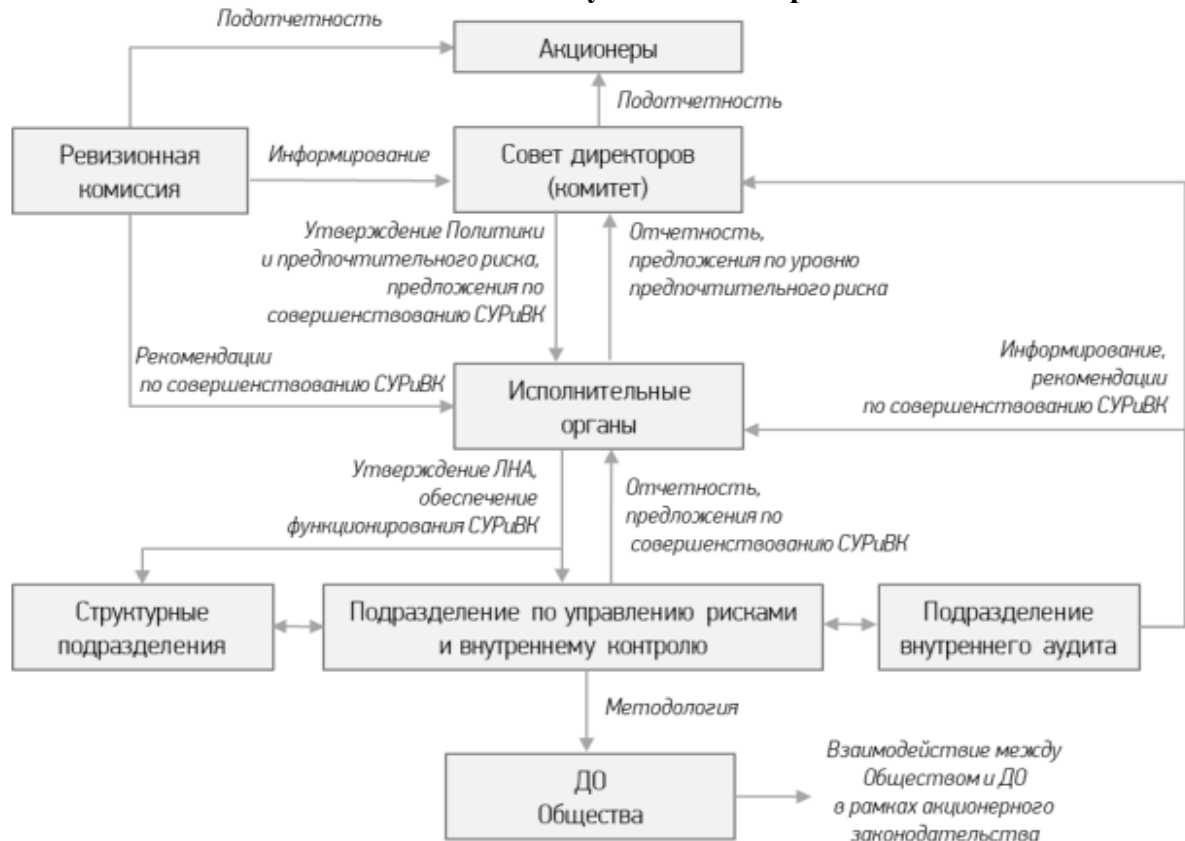 Подотчетность
Акционеры
Подотчетность
Ревизионная
комиссия
Информирование
Совет директоров
(комитет)
Утверждение Политики
и предпочтительного риска,
предложения по
совершенствованию СУРиВК
Отчетность,
предложения по уровню
предпочтительного риска
Рекомендации
по совершенствованию СУРиВК
Информирование,
рекомендации
по совершенствованию СУРиВК
Исполнительные
органы
Утверждение ЛНА,
обеспечение
функционирования СУРиВК
Отчетность,
предложения по
совершенствованию СУРиВК
Структурные
подразделения
Подразделение по управлению рисками
и внутреннему контролю
Подразделение
внутреннего аудита
Методология
ДО
Общества
Взаимодействие между
Обществом и ДО
в рамках акционерного
законодательства